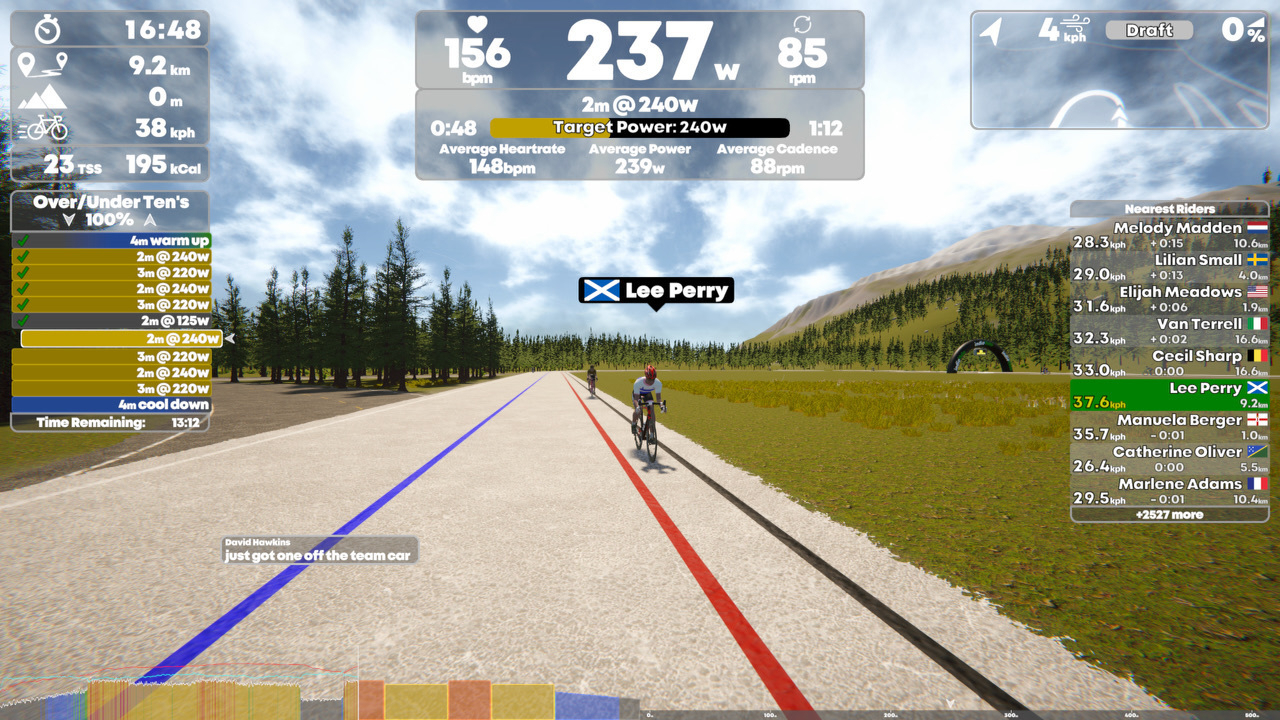 16:48
9.2 km
0 m
38 kph
23 TSS 195 kCal
Over/Under Ten's
100%
4m warm up
2m @ 240w
3m @ 220w
2m @ 240w
3m @ 220w
2m @ 125w
2m @ 240w
3m @ 220w
2m @ 240w
3m @ 220w
4m cool down
Time Remaining: 13:12
156 bpm
237 w
85 rpm
2m @ 240w
0:48 Target Power: 240w 1:12
Average Heartrate Average Power Average Cadence
148bpm 239w 88rpm
4 kph Draft 0%
Nearest Riders
Melody Madden
28.3kph + 0:15 10.6km
Lilian Small
29.0kph + 0:13 4.0km
Elijah Meadows
31.6kph + 0:06 1.9km
Van Terrell
32.3kph + 0:02 16.6km
Cecil Sharp
33.0kph 0:00 16.6km
Lee Perry
37.6kph 9.2km
Manuela Berger
35.7kph - 0:01 1.0km
Catherine Oliver
26.4kph 0:00 5.5km
Marlene Adams
29.5kph - 0:01 10.4km
+2527 more
Lee Perry
David Hawkins
just got one off the team car
0m 100m 200m 300m 400m 500m